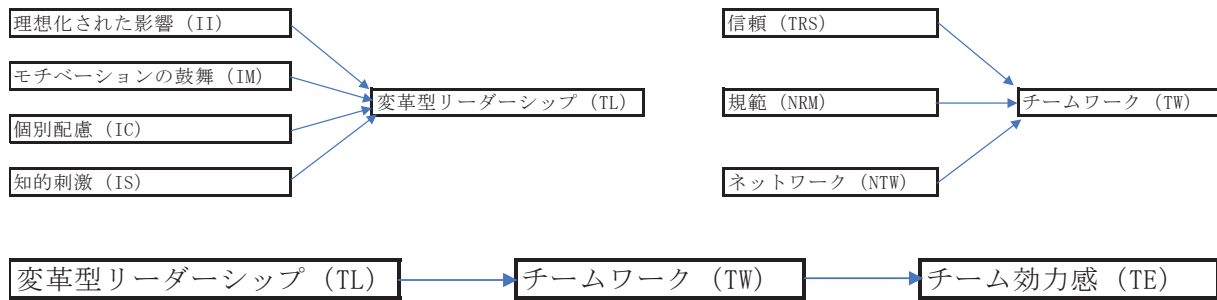 理想化された影響（II）
モチベーションの鼓舞（IM）
個別配慮（IC）
知的刺激（IS）
変革型リーダーシップ（TL）
信頼（TRS）
規範（NRM）
ネットワーク（NTW）
チームワーク（TW）
変革型リーダーシップ（TL）
チームワーク（TW）
チーム効力感（TE）